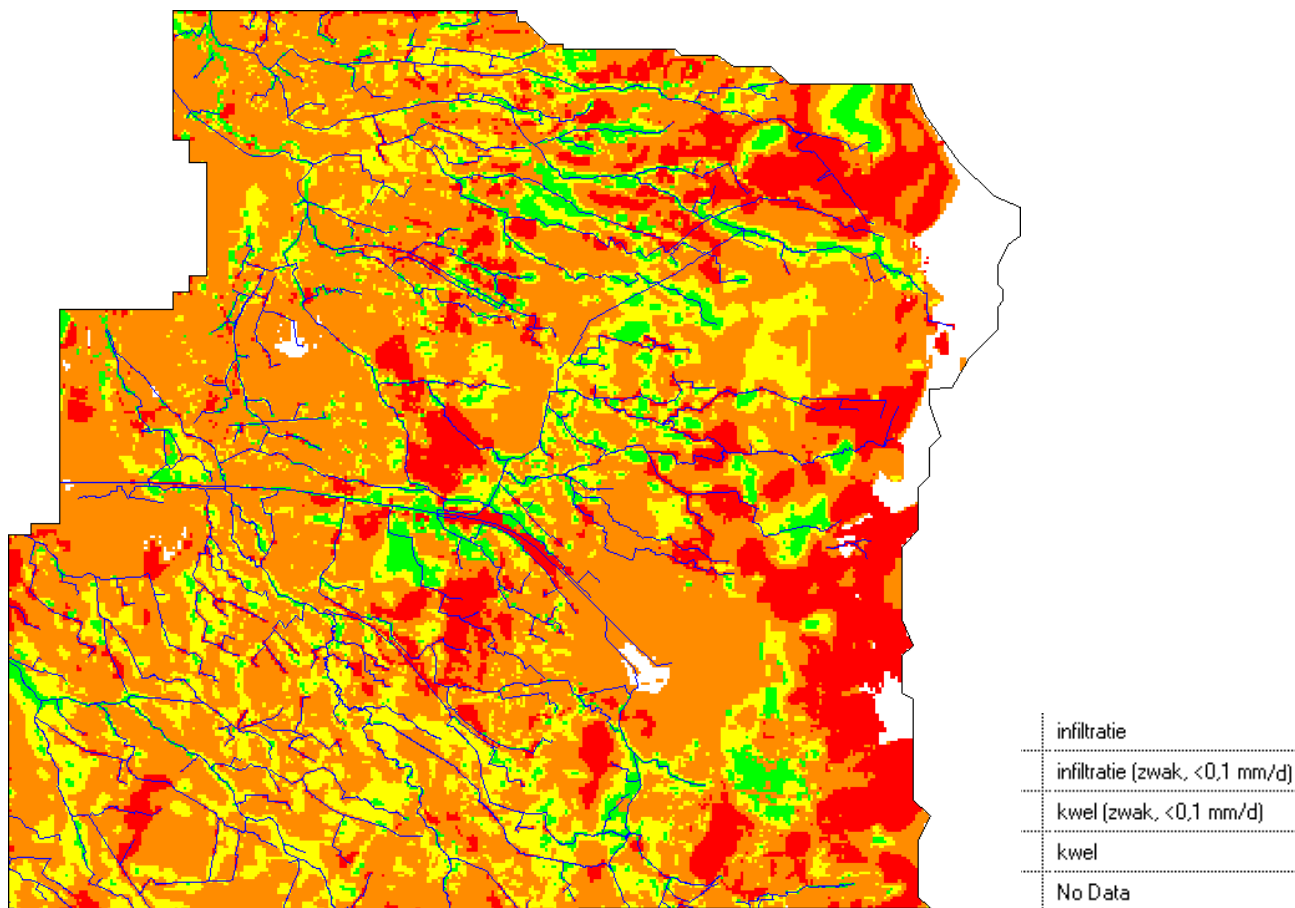 infiltratie
infiltratie (zwak, <0,1 mm/d)
kwel (zwak, <0,1 mm/d)
kwel
No Data